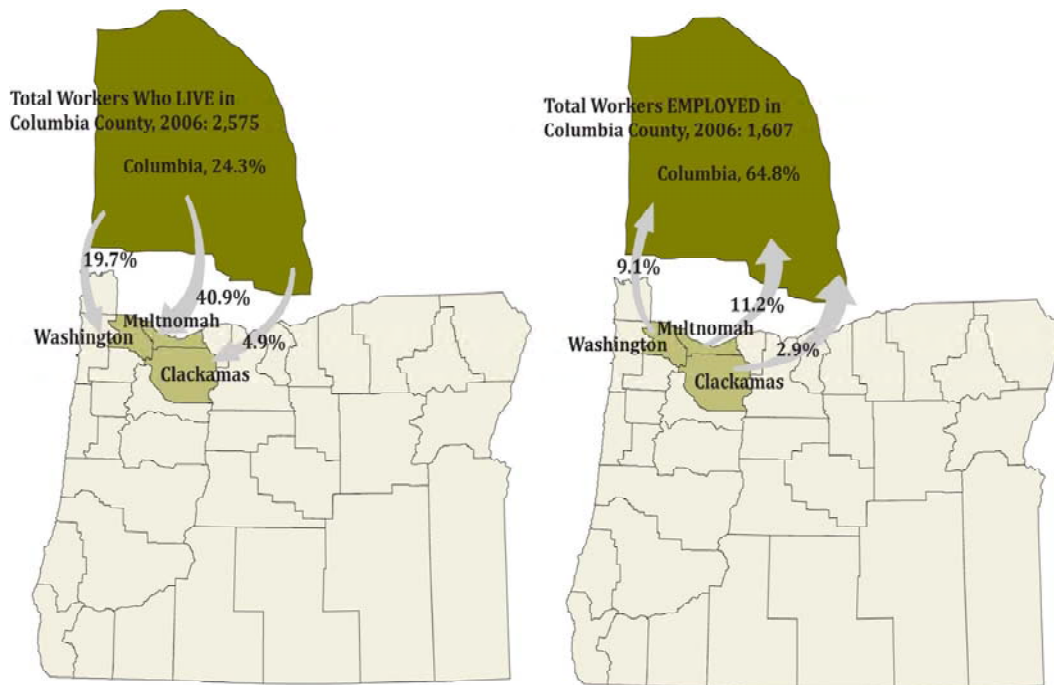 Total Workers Who LIVE in
Columbia County, 2006: 2,575
Columbia, 24.3%
19.7%
40.9%
4.9%
Multnomah
Washington
Clackamas
Total Workers EMPLOYED in
Columbia County, 2006: 1,607
Columbia, 64.8%
9.1%
11.2%
2.9%
Multnomah
Washington
Clackamas